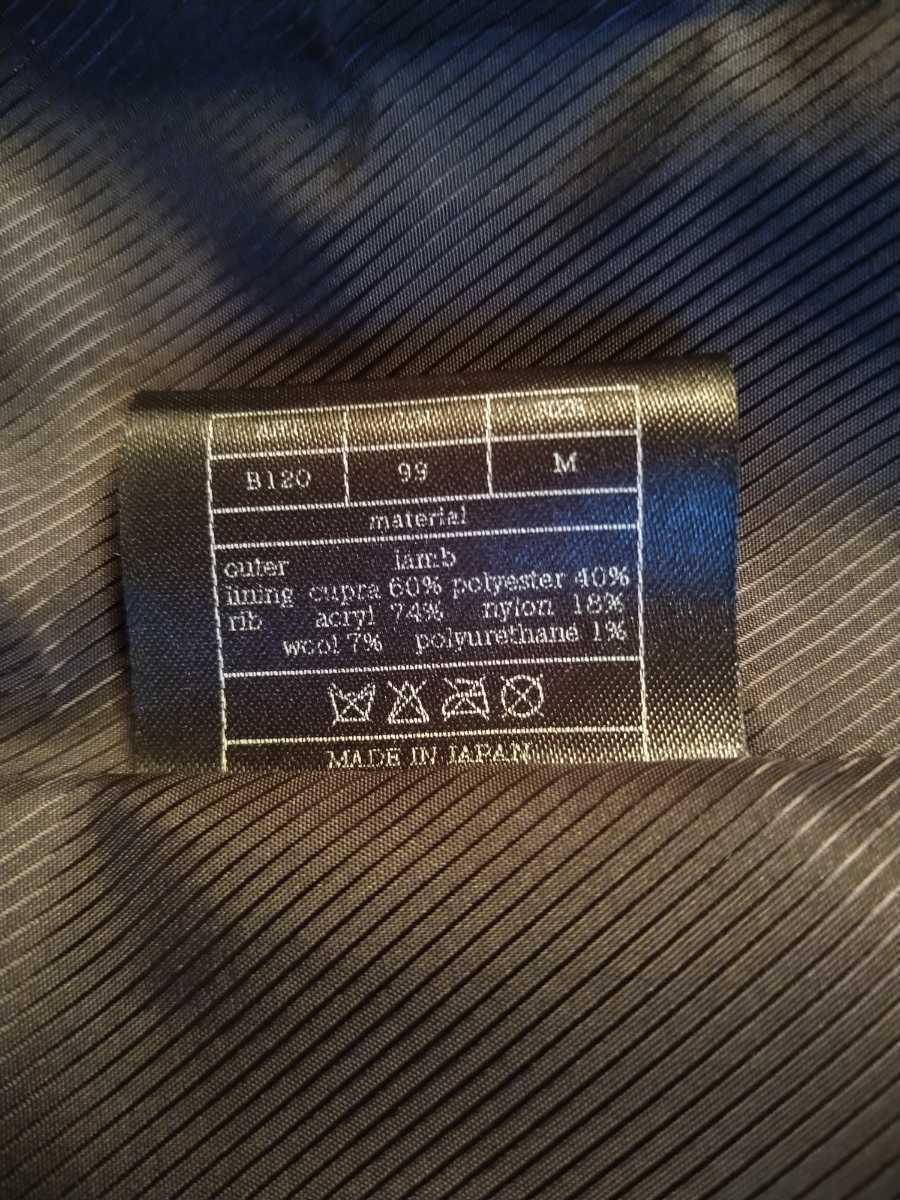 SIZE
B120 99 M
material
outer lamb
lining cupra 60% polyester 40%
rib acryl 74% nylon 18%
wool 7% polyurethane 1%
MADE IN JAPAN